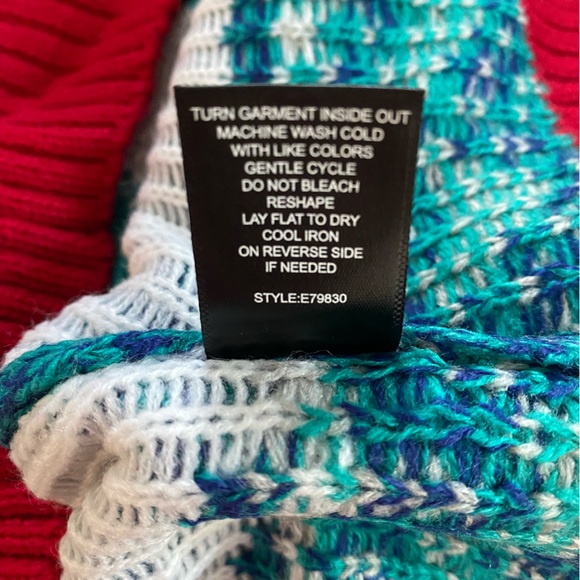 TURN GARMENT INSIDE OUT
MACHINE WASH COLD
WITH LIKE COLORS
GENTLE CYCLE
DO NOT BLEACH
RESHAPE
LAY FLAT TO DRY
COOL IRON
ON REVERSE SIDE
IF NEEDED
STYLE:E79830